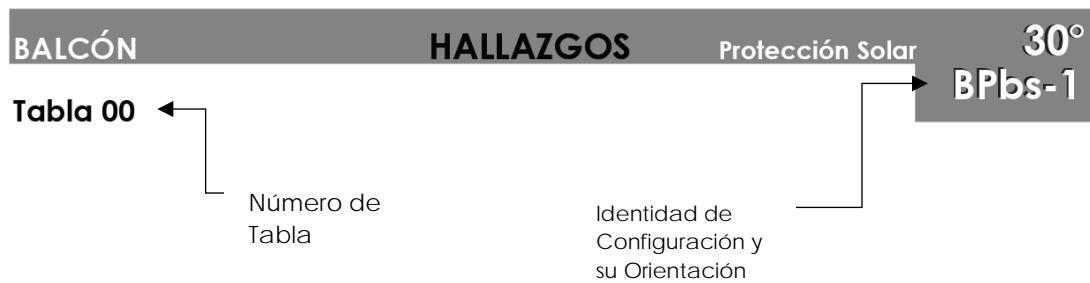 BALCÓN HALLAZGOS Protección Solar 30°
BPbs-1
Tabla 00
Número de
Tabla
Identidad de
Configuración y
su Orientación